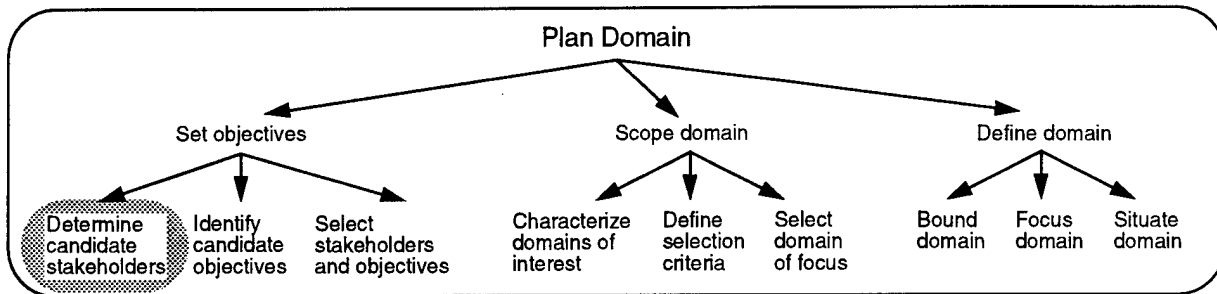 Plan Domain
Set objectives
Scope domain
Define domain
Determine
candidate
stakeholders
Identify
candidate
objectives
Select
stakeholders
and objectives
Characterize
domains of
interest
Define
selection
criteria
Select
domain
of focus
Bound
domain
Focus
domain
Situate
domain